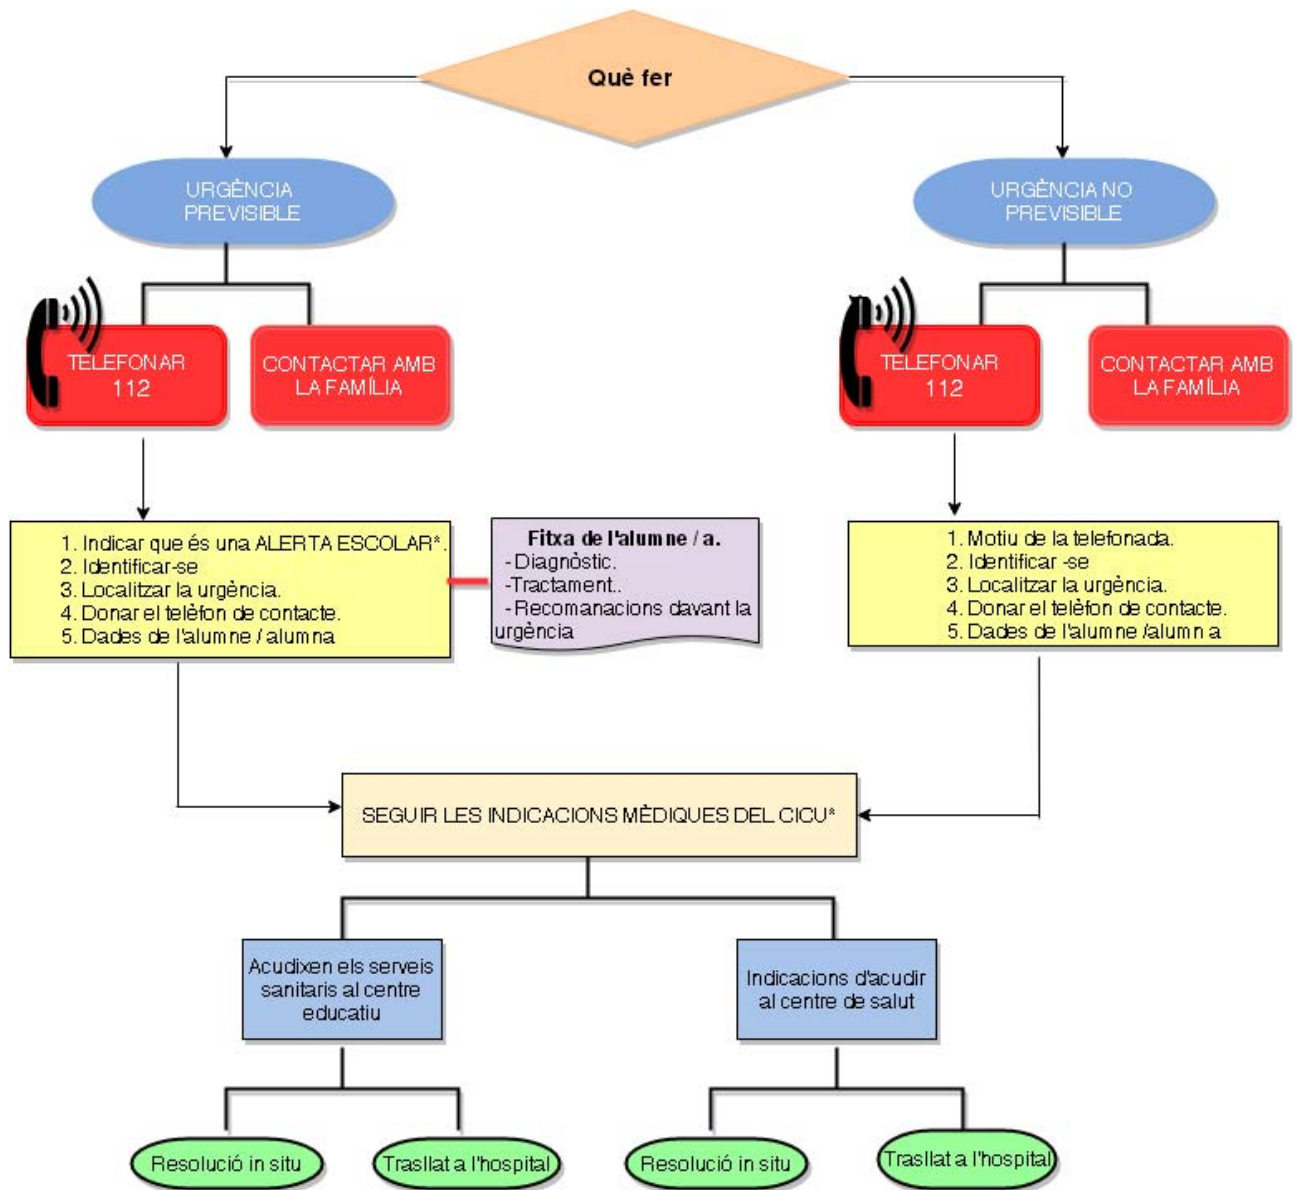 Què fer
URGÈNCIA
PREVISIBLE
URGÈNCIA NO
PREVISIBLE
TELEFONAR
112
CONTACTAR AMB
LA FAMÍLIA
TELEFONAR
112
CONTACTAR AMB
LA FAMÍLIA
1. Indicar que és una ALERTA ESCOLAR*.
2. Identificar-se
3. Localitzar la urgència.
4. Donar el telèfon de contacte.
5. Dades de l'alumne / alumna
Fitxa de l'alumne / a.
- Diagnòstic.
-Tractament..
- Recomanacions davant la
urgència
1. Motiu de la telefonada.
2. Identificar -se
3. Localitzar la urgència.
4. Donar el telèfon de contacte.
5. Dades de l'alumne /alumn a
SEGUIR LES INDICACIONS MÈDIQUES DEL CICU*
Acudixen els serveis
sanitaris al centre
educatiu
Indicacions d'acudir
al centre de salut
Resolució in situ
Trasllat a l'hospital
Resolució in situ
Trasllat a l'hospital